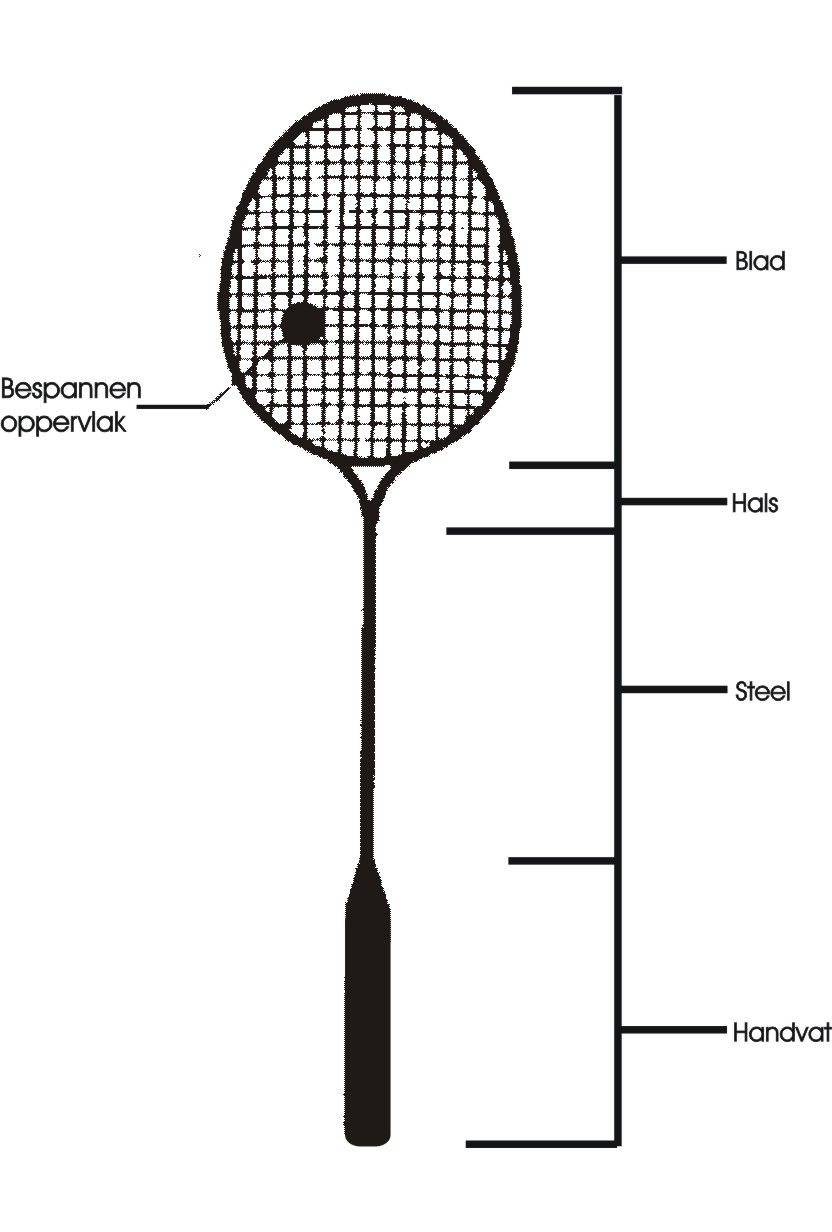 Blad
Bespannen
oppervlak
Hals
Steel
Handvat